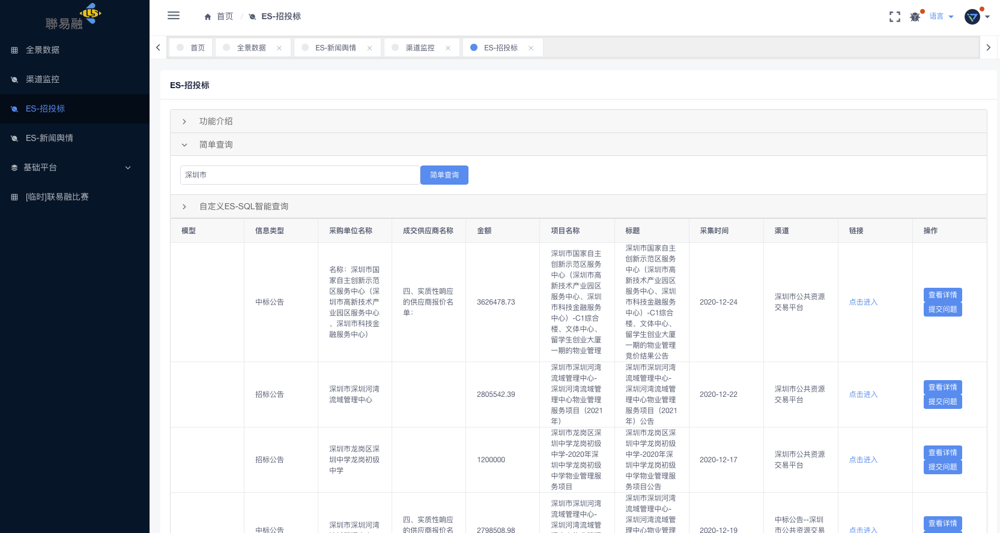 聯易融 LS
全景数据
渠道监控
ES-招投标
ES-新闻舆情
基础平台
[临时]联易融比赛
首页 / ES-招投标
语言
首页
全景数据
ES-新闻舆情
渠道监控
ES-招投标
ES-招投标
功能介绍
简单查询
深圳市
简单查询
自定义ES-SQL智能查询
模型 信息类型 采购单位名称 成交供应商名称 金额 项目名称 标题 采集时间 渠道 链接 操作
中标公告
名称：深圳市国
家自主创新示范
区服务中心（深
圳市高新技术产
业园区服务中心
、深圳市科技金
融服务中心）
四、实质性响应
的供应商报价名
单：
3626478.73
深圳市国家自主
创新示范区服务
中心（深圳市高
新技术产业园区
服务中心、深圳
市科技金融服务
中心）-C1综合
楼、文体中心、
留学生创业大厦
一期的物业管理
深圳市国家自主
创新示范区服务
中心（深圳市高
新技术产业园区
服务中心、深圳
市科技金融服务
中心）-C1综合
楼、文体中心、
留学生创业大厦
一期的物业管理
竞价结果公告
2020-12-24
深圳市公共资源
交易平台
点击进入
查看详情
提交问题
招标公告
深圳市深圳河湾
流域管理中心
2805542.39
深圳市深圳河湾
流域管理中心-
深圳河湾流域管
理中心物业管理
服务项目（2021
年）
深圳市深圳河湾
流域管理中心-
深圳河湾流域管
理中心物业管理
服务项目（2021
年）公告
2020-12-22
深圳市公共资源
交易平台
点击进入
查看详情
提交问题
招标公告
深圳市龙岗区深
圳中学龙岗初级
中学
1200000
深圳市龙岗区深
圳中学龙岗初级
中学-2020年深
圳中学龙岗初级
中学物业管理服
务项目
深圳市龙岗区深
圳中学龙岗初级
中学-2020年深
圳中学龙岗初级
中学物业管理服
务项目公告
2020-12-17
深圳市公共资源
交易平台
点击进入
查看详情
提交问题
中标公告
深圳市深圳河湾
四、实质性响应
的供应商报价名
2798508.98
深圳市深圳河湾
流域管理中心-
深圳河湾流域管
深圳市深圳河湾
流域管理中心-
深圳河湾流域管
理中心物业管理
2020-12-19
中标公告--深圳
市公共资源交易
点击进入
查看详情